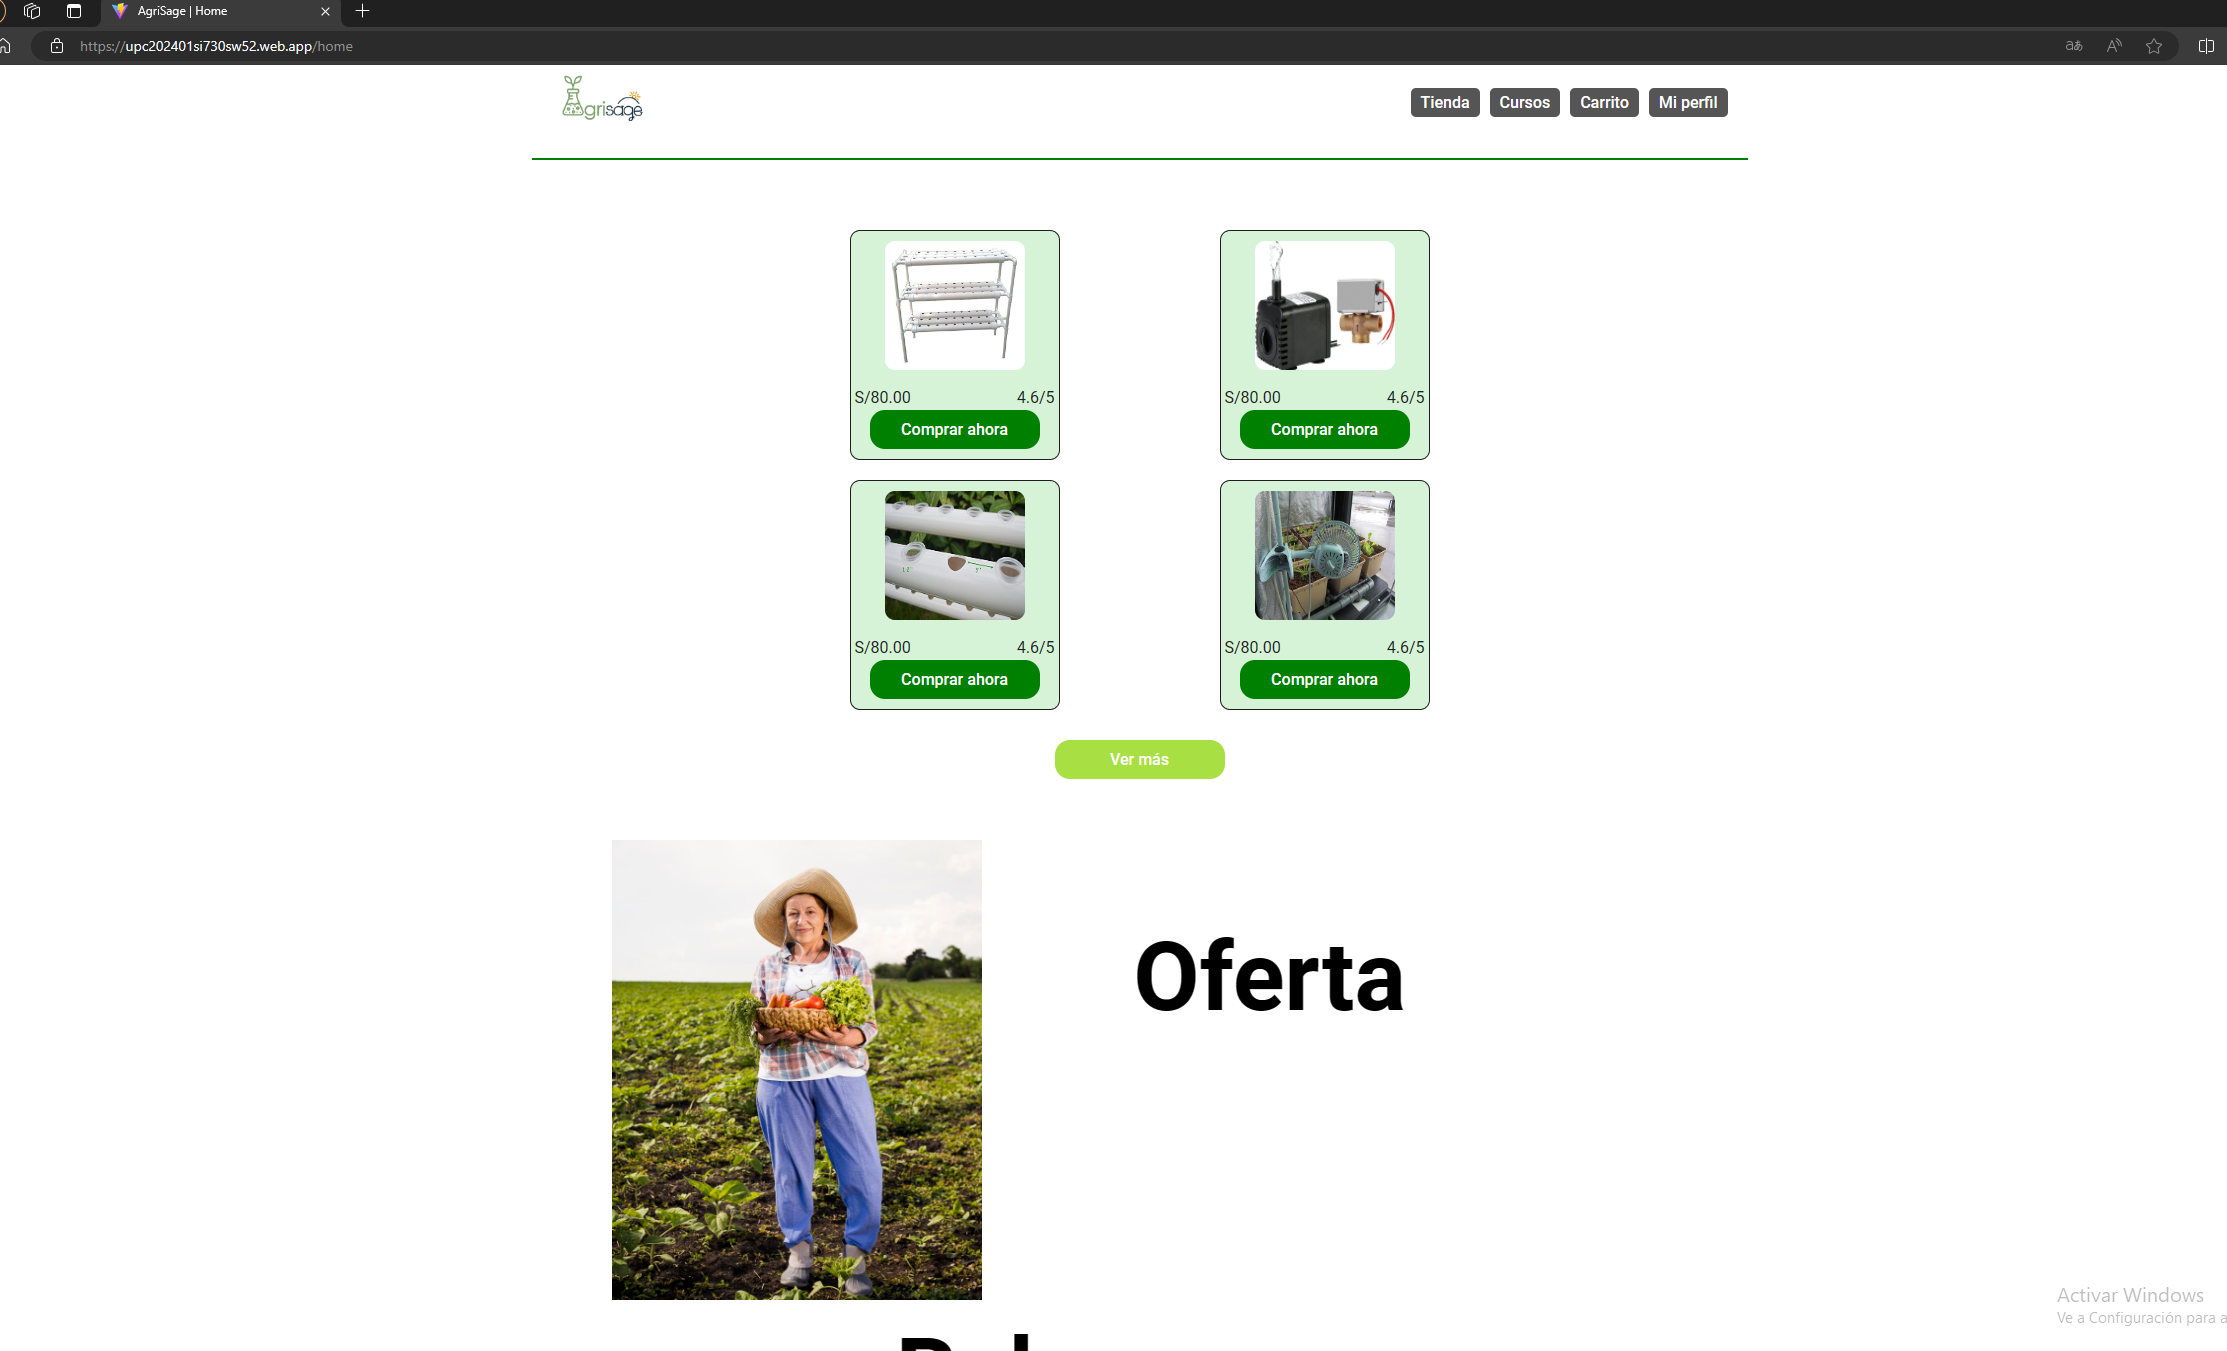 AgriSage | Home
https://upc202401si730sw52.web.app/home
Agrisage
Tienda Cursos Carrito Mi perfil
S/80.00 4.6/5 S/80.00 4.6/5
Comprar ahora Comprar ahora
S/80.00 4.6/5 S/80.00 4.6/5
Comprar ahora Comprar ahora
Ver más
Oferta
Activar Windows
Ve a Configuración para a